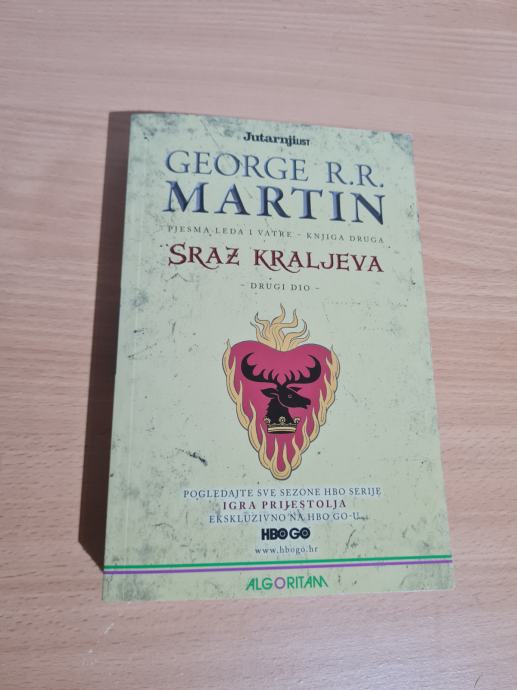 Jutarnji LIST
GEORGE R.R.
MARTIN
PJESMA LEDA I VATRE – KNJIGA DRUGA
SRAZ KRALJEVA
– DRUGI DIO –
POGLEDAJTE SVE SEZONE HBO SERIJE
IGRA PRIJESTOLJA
EKSKLUZIVNO NA HBO GO-U
HBO GO
www.hbogo.hr
ALGORITAM